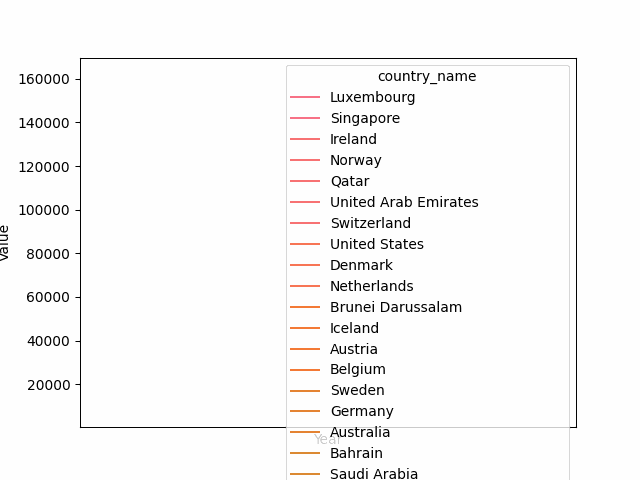 country_name
Luxembourg
Singapore
Ireland
Norway
Qatar
United Arab Emirates
Switzerland
United States
Denmark
Netherlands
Brunei Darussalam
Iceland
Austria
Belgium
Sweden
Germany
Australia
Bahrain
Saudi Arabia
160000
140000
120000
100000
80000
60000
40000
20000
Value
Year